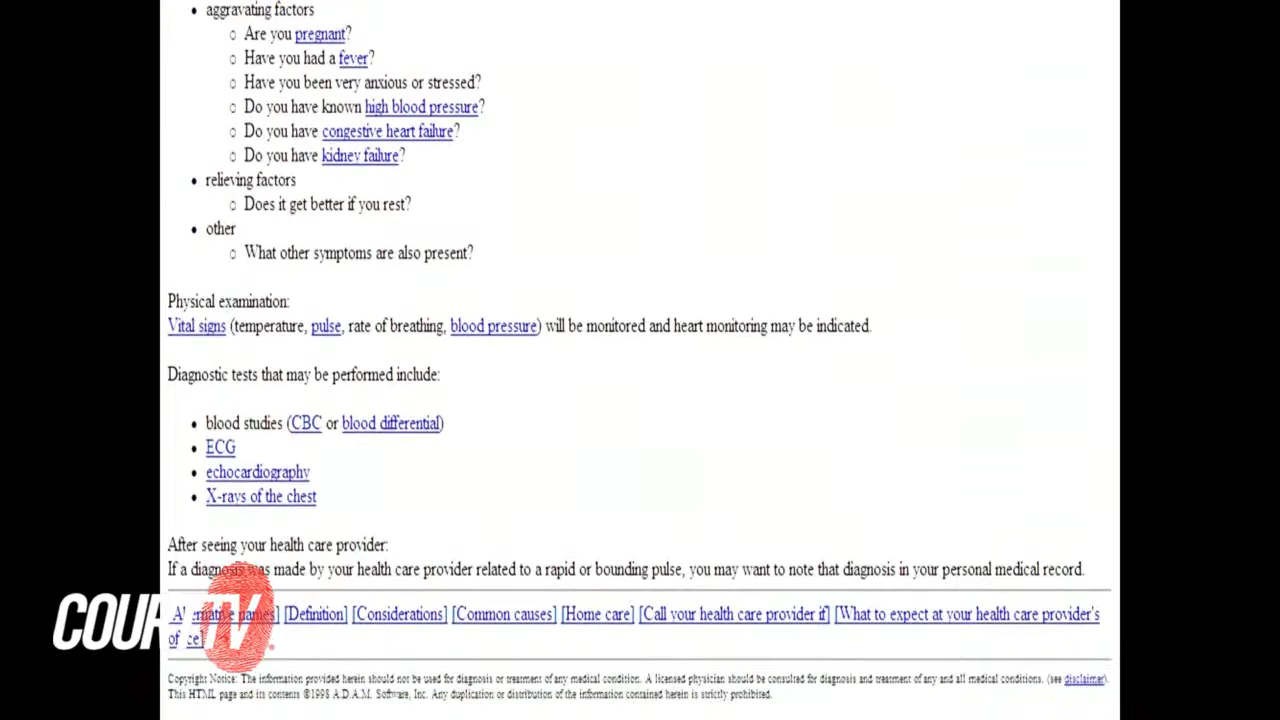 aggravating factors
Are you pregnant?
Have you had a fever?
Have you been very anxious or stressed?
Do you have known high blood pressure?
Do you have congestive heart failure?
Do you have kidney failure?
relieving factors
Does it get better if you rest?
other
What other symptoms are also present?
Physical examination:
Vital signs (temperature, pulse, rate of breathing, blood pressure) will be monitored and heart monitoring may be indicated.
Diagnostic tests that may be performed include:
blood studies (CBC or blood differential)
ECG
echocardiography
X-rays of the chest
After seeing your health care provider:
If a diagnosis was made by your health care provider related to a rapid or bounding pulse, you may want to note that diagnosis in your personal medical record.
[Alternative names] [Definition] [Considerations] [Common causes] [Home care] [Call your health care provider if] [What to expect at your health care provider's
office]
COURT TV
Copyright Notice: The information provided herein should not be used for diagnosis or treatment of any medical condition. A licensed physician should be consulted for diagnosis and treatment of any and all medical conditions. (see disclaimer).
This HTML page and its contents ©1998 A.D.A.M. Software, Inc. Any duplication or distribution of the information contained herein is strictly prohibited.